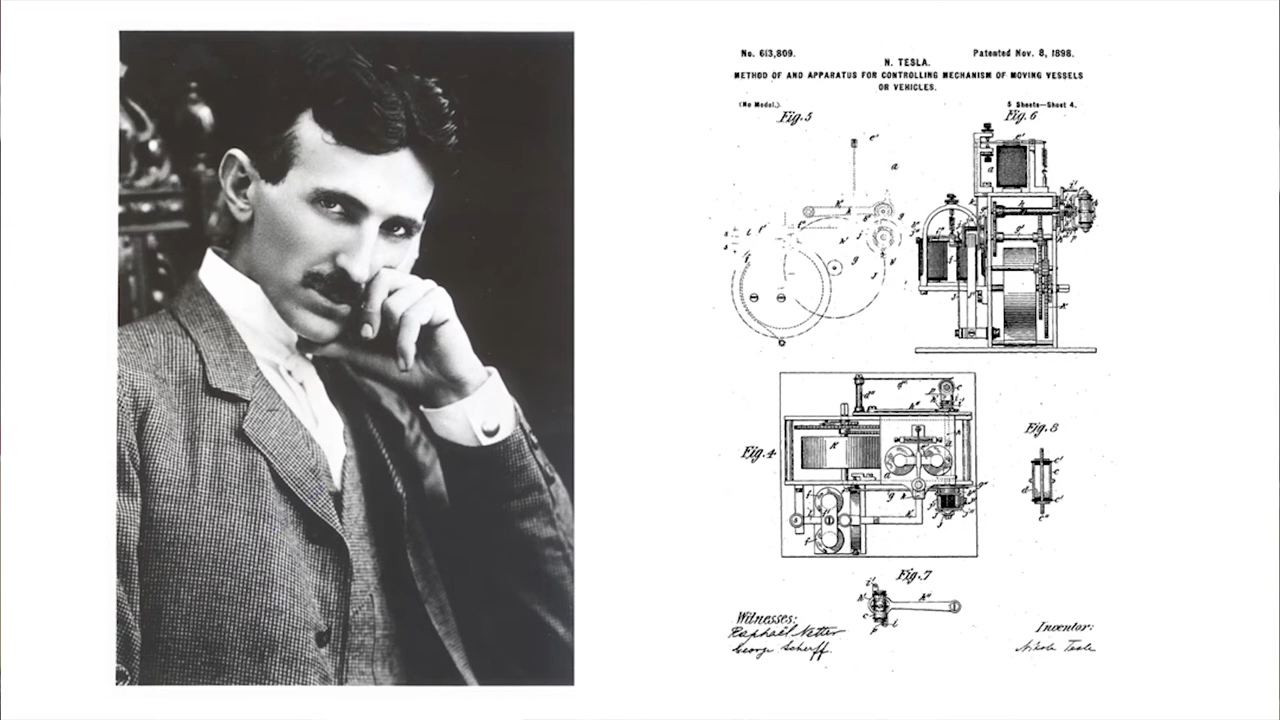 No. 613,809.
Patented Nov. 8, 1898.
N. TESLA.
METHOD OF AND APPARATUS FOR CONTROLLING MECHANISM OF MOVING VESSELS
OR VEHICLES.
(No Model.)
5 Sheets—Sheet 4.
Fig. 5
Fig. 6
Fig. 4
Fig. 8
Fig. 7
Witnesses:
Raphaël Netter
George Scherff.
Inventor:
Nikola Tesla